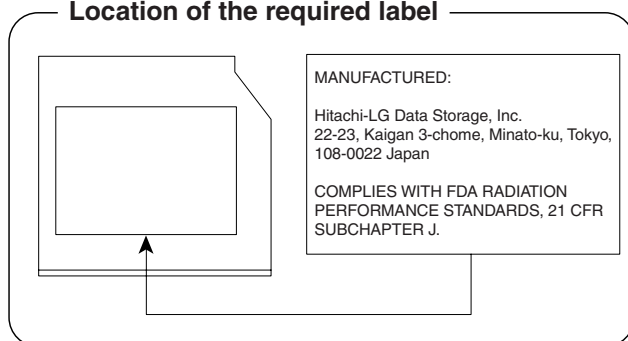 Location of the required label
MANUFACTURED:
Hitachi-LG Data Storage, Inc.
22-23, Kaigan 3-chome, Minato-ku, Tokyo,
108-0022 Japan
COMPLIES WITH FDA RADIATION
PERFORMANCE STANDARDS, 21 CFR
SUBCHAPTER J.